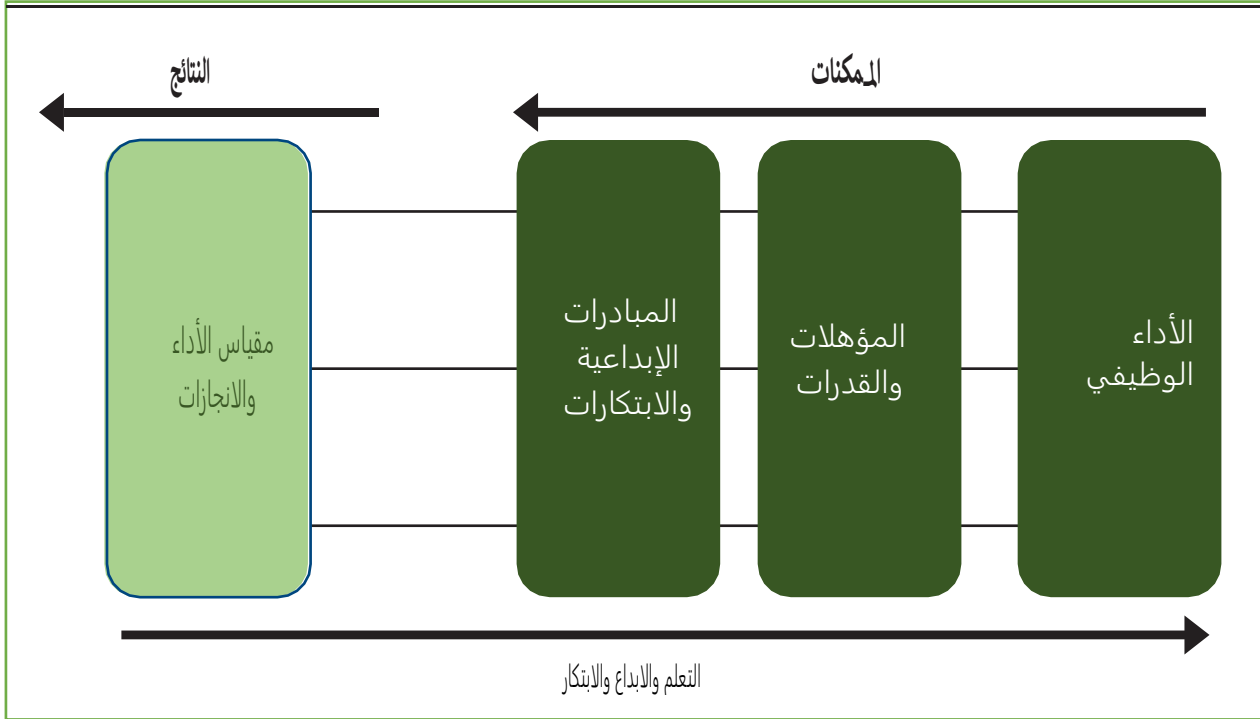 الممكنات
النتائج
الأداء
الوظيفي
المؤهلات
والقدرات
المبادرات
الإبداعية
والابتكارات
مقياس الأداء
والانجازات
التعلم والابداع والابتكار